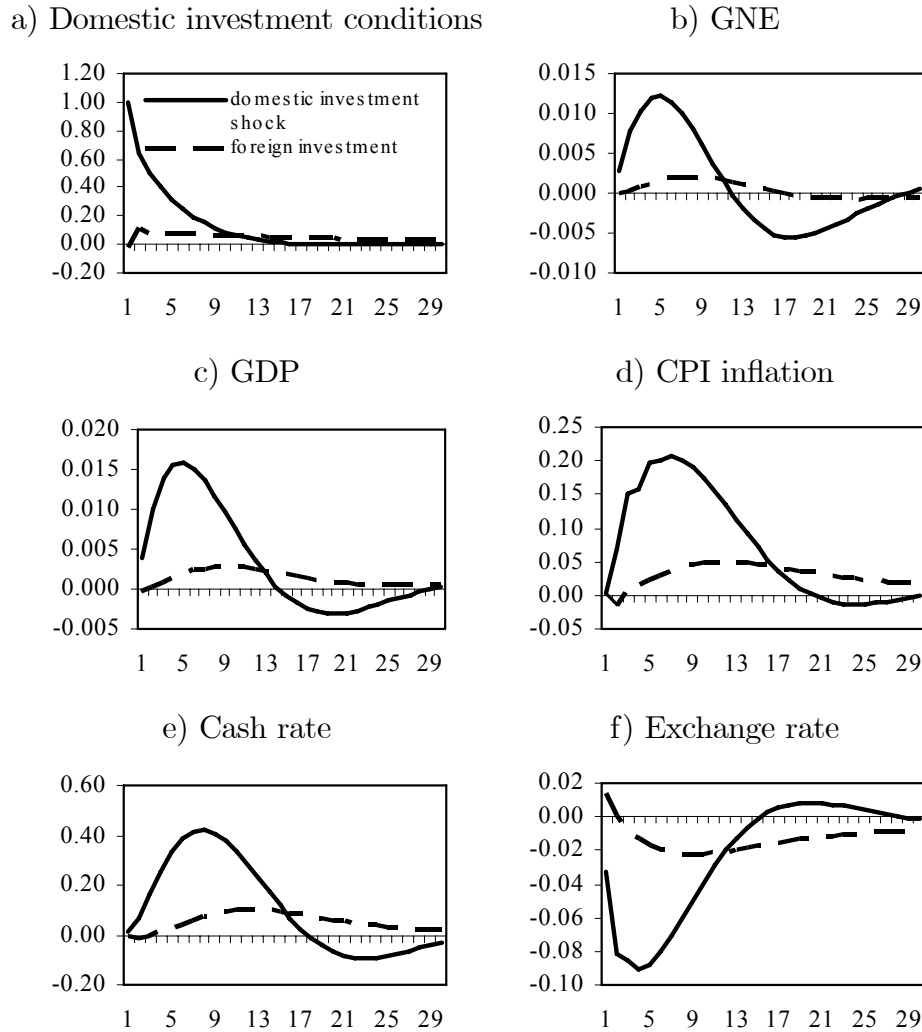 a) Domestic investment conditions
b) GNE
1.20
1.00
0.80
0.60
0.40
0.20
0.00
-0.20
domestic investment
shock
foreign investment
1 5 9 13 17 21 25 29
0.015
0.010
0.005
0.000
-0.005
-0.010
1 5 9 13 17 21 25 29
c) GDP
d) CPI inflation
0.020
0.015
0.010
0.005
0.000
-0.005
1 5 9 13 17 21 25 29
0.25
0.20
0.15
0.10
0.05
0.00
-0.05
1 5 9 13 17 21 25 29
e) Cash rate
f) Exchange rate
0.60
0.40
0.20
0.00
-0.20
1 5 9 13 17 21 25 29
0.02
0.00
-0.02
-0.04
-0.06
-0.08
-0.10
1 5 9 13 17 21 25 29